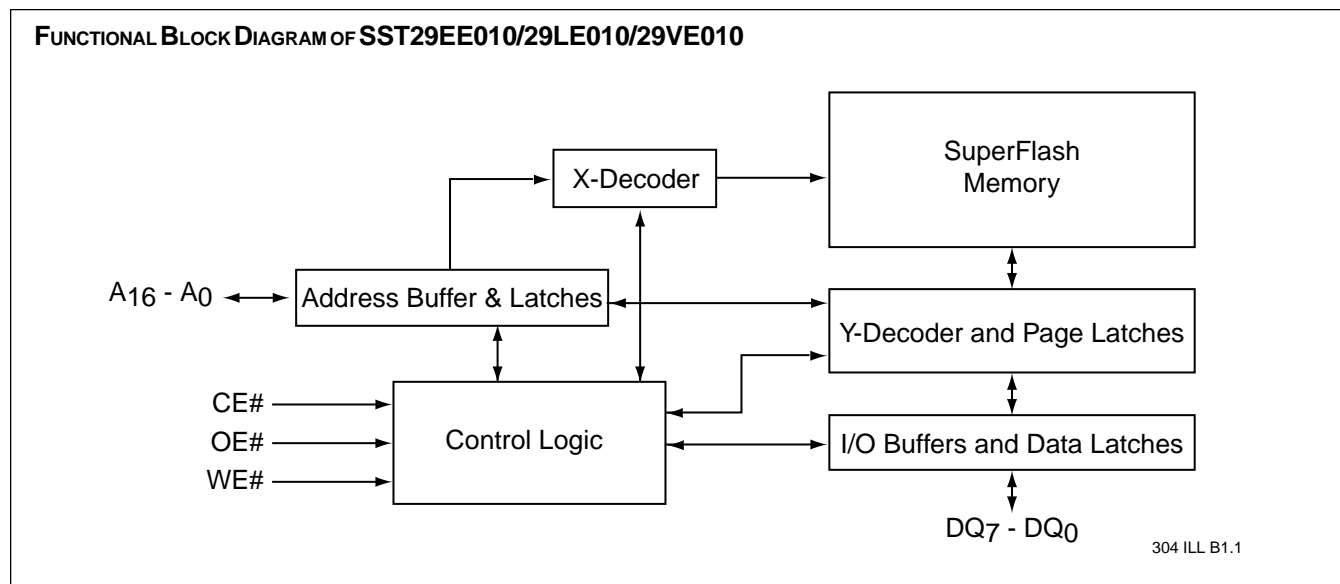 FUNCTIONAL BLOCK DIAGRAM OF SST29EE010/29LE010/29VE010
SuperFlash
Memory
X-Decoder
A16 - A0
Address Buffer & Latches
Y-Decoder and Page Latches
CE#
OE#
WE#
Control Logic
I/O Buffers and Data Latches
DQ7 - DQ0
304 ILL B1.1